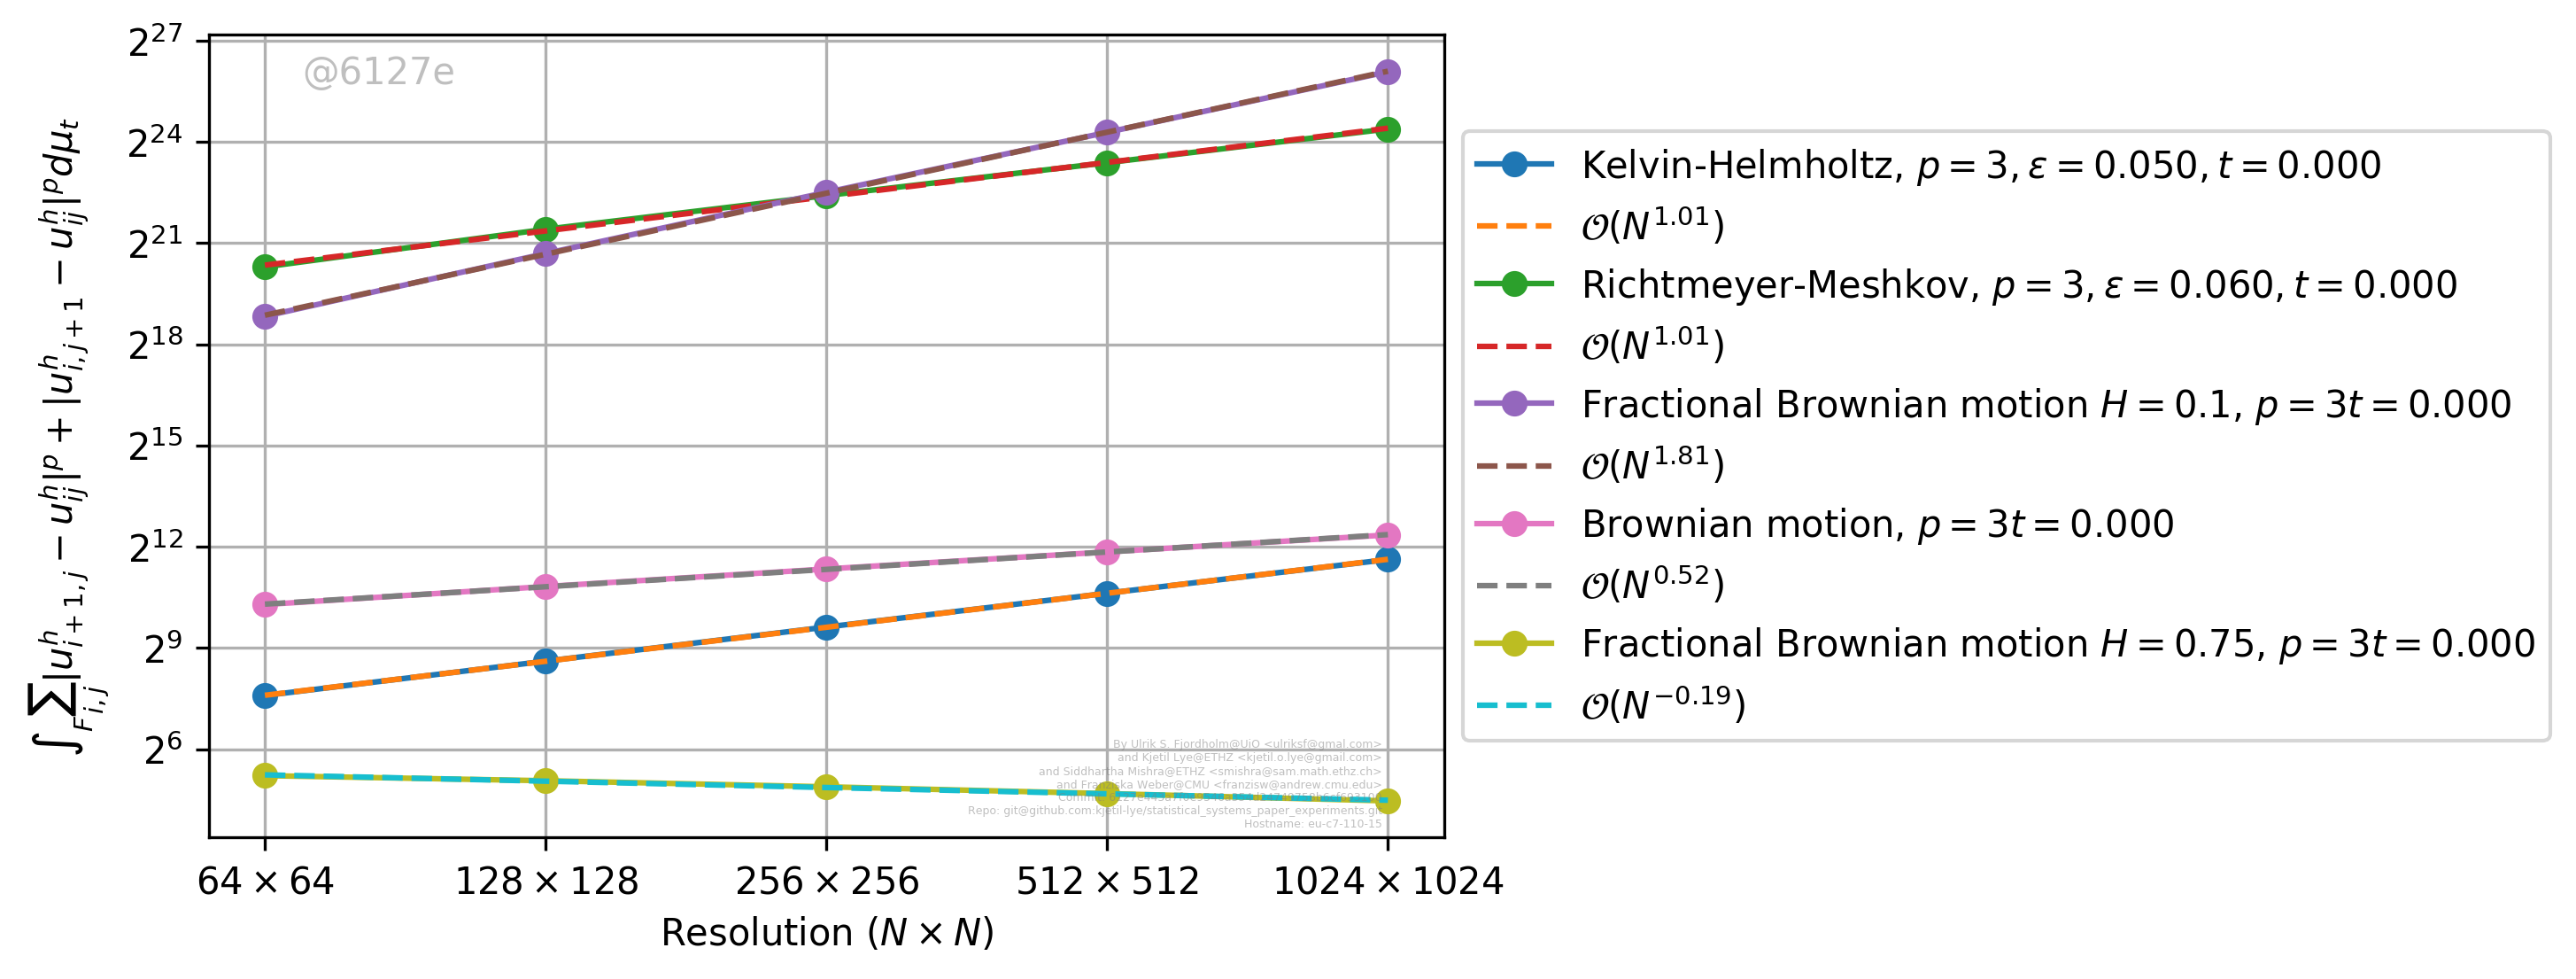 @6127e
2^27
2^24
2^21
2^18
2^15
2^12
2^9
2^6
∫ ∑_{F_{i,j}} |u^h_{i+1,j} − u^h_{ij}|^p + |u^h_{i,j+1} − u^h_{ij}|^p dμ_t
64 × 64
128 × 128
256 × 256
512 × 512
1024 × 1024
Resolution (N × N)
Kelvin-Helmholtz, p = 3, ε = 0.050, t = 0.000
𝒪(N^1.01)
Richtmeyer-Meshkov, p = 3, ε = 0.060, t = 0.000
𝒪(N^1.01)
Fractional Brownian motion H = 0.1, p = 3t = 0.000
𝒪(N^1.81)
Brownian motion, p = 3t = 0.000
𝒪(N^0.52)
Fractional Brownian motion H = 0.75, p = 3t = 0.000
𝒪(N^−0.19)
By Ulrik S. Fjordholm@UiO <ulriksf@gmal.com>
and Kjetil Lye@ETHZ <kjetil.o.lye@gmail.com>
and Siddhartha Mishra@ETHZ <smishra@sam.math.ethz.ch>
and Franziska Weber@CMU <franzisw@andrew.cmu.edu>
Repo: git@github.com:kjetil-lye/statistical_systems_paper_experiments.git
Hostname: eu-c7-110-15